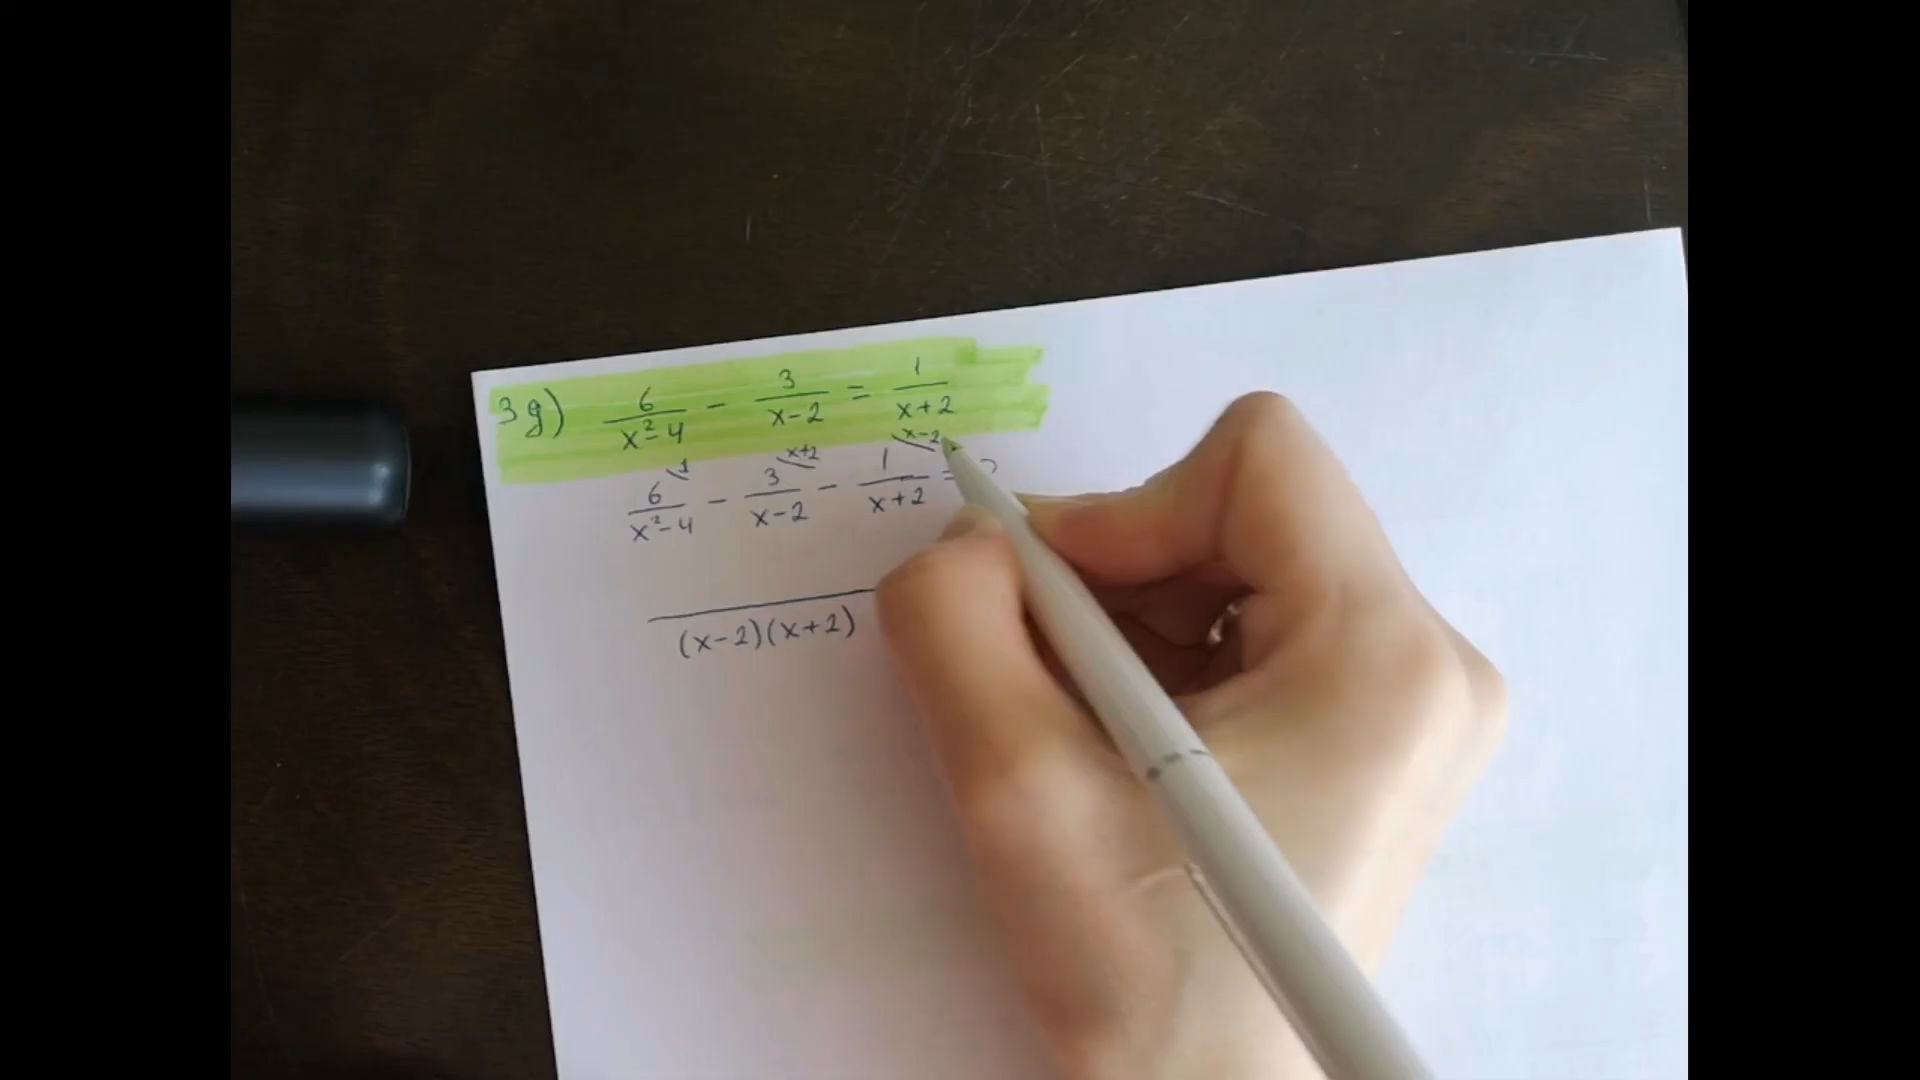 3g) 6/(x²-4) - 3/(x-2) = 1/(x+2)
6/(x²-4) \1 - 3/(x-2) \x+2 - 1/(x+2) \x-2 =
/(x-2)(x+2)